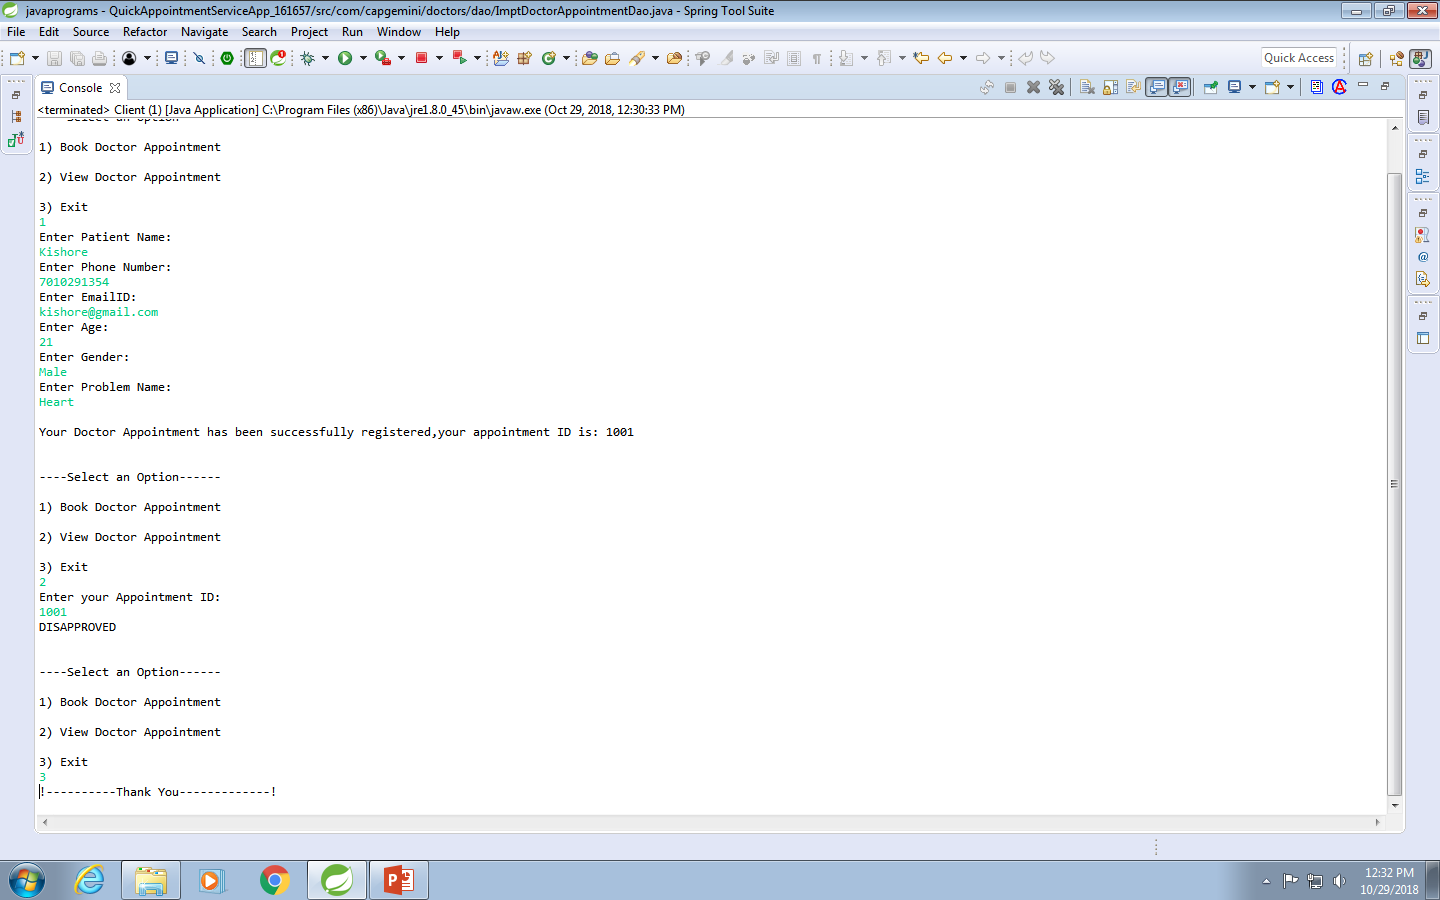 javaprograms - QuickAppointmentServiceApp_161657/src/com/capgemini/doctors/dao/ImptDoctorAppointmentDao.java - Spring Tool Suite
File Edit Source Refactor Navigate Search Project Run Window Help
Quick Access
Console
<terminated> Client (1) [Java Application] C:\Program Files (x86)\Java\jre1.8.0_45\bin\javaw.exe (Oct 29, 2018, 12:30:33 PM)
----Select an Option------
1) Book Doctor Appointment
2) View Doctor Appointment
3) Exit
1
Enter Patient Name:
Kishore
Enter Phone Number:
7010291354
Enter EmailID:
kishore@gmail.com
Enter Age:
21
Enter Gender:
Male
Enter Problem Name:
Heart
Your Doctor Appointment has been successfully registered,your appointment ID is: 1001
----Select an Option------
1) Book Doctor Appointment
2) View Doctor Appointment
3) Exit
2
Enter your Appointment ID:
1001
DISAPPROVED
----Select an Option------
1) Book Doctor Appointment
2) View Doctor Appointment
3) Exit
3
!----------Thank You-------------!
12:32 PM
10/29/2018